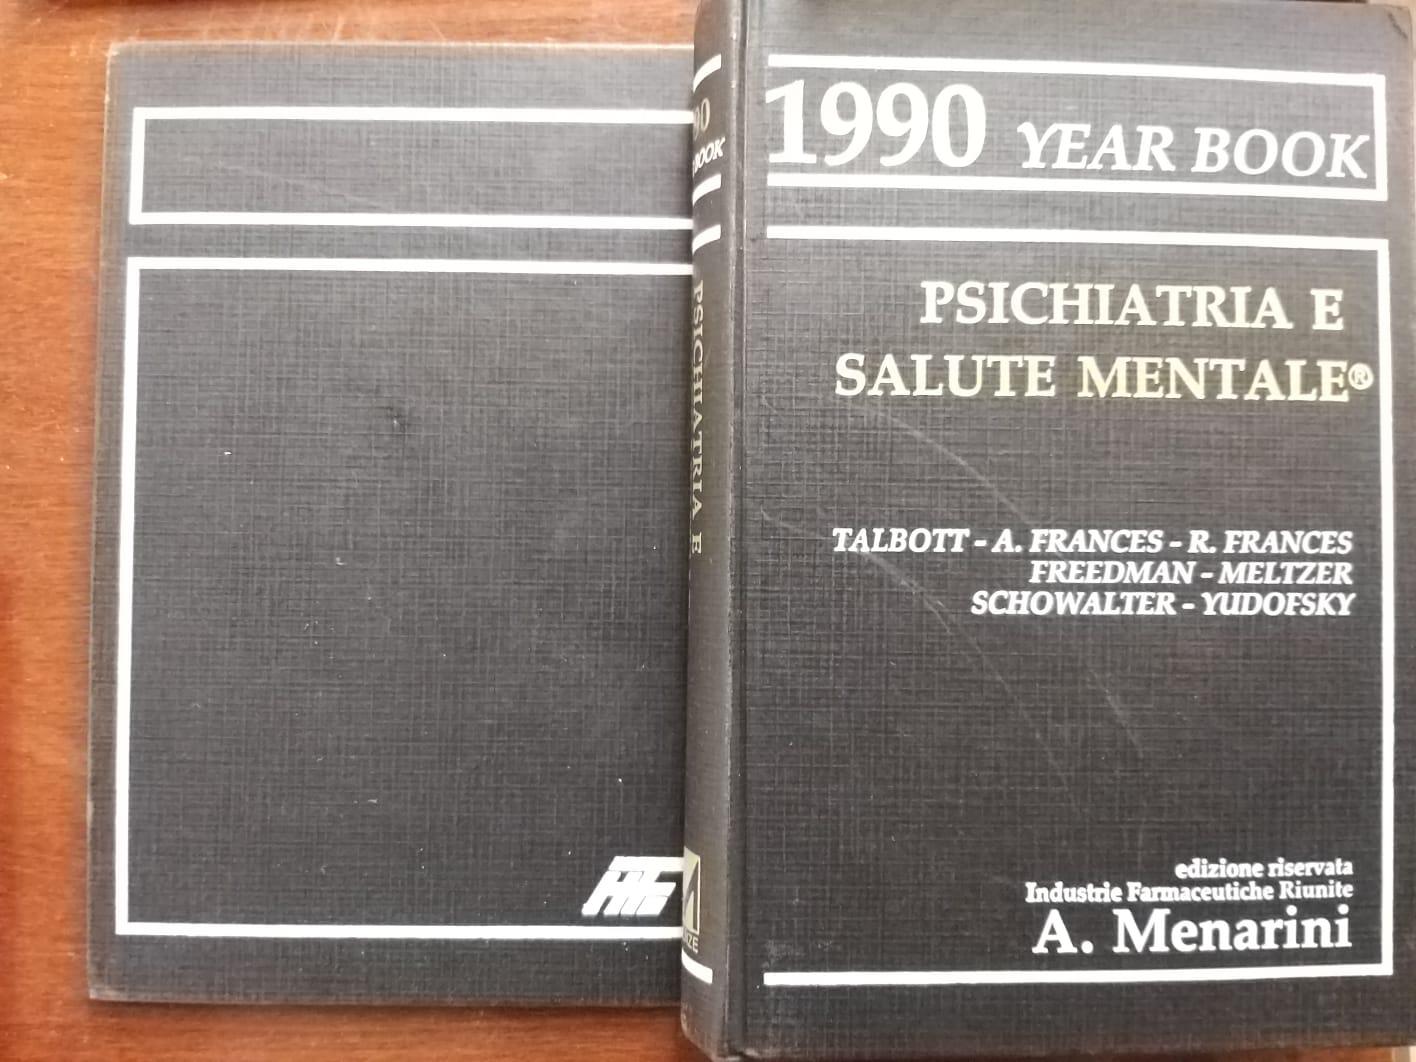 1990 YEAR BOOK
PSICHIATRIA E
SALUTE MENTALE®
TALBOTT - A. FRANCES - R. FRANCES
FREEDMAN - MELTZER
SCHOWALTER - YUDOFSKY
edizione riservata
Industrie Farmaceutiche Riunite
A. Menarini
BOOK
PSICHIATRIA E